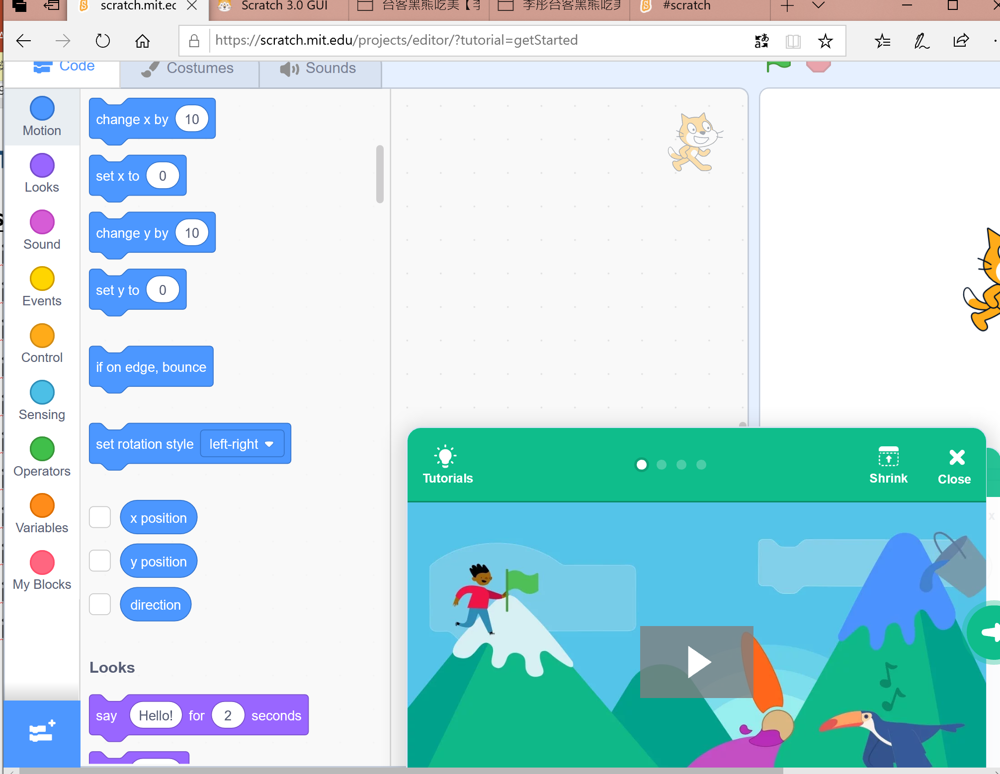 scratch.mit.ec
Scratch 3.0 GUI
台客黑熊吃美【李
李彤台客黑熊吃美
#scratch
https://scratch.mit.edu/projects/editor/?tutorial=getStarted
Code
Costumes
Sounds
Motion
Looks
Sound
Events
Control
Sensing
Operators
Variables
My Blocks
change x by 10
set x to 0
change y by 10
set y to 0
if on edge, bounce
set rotation style left-right
x position
y position
direction
Looks
say Hello! for 2 seconds
Tutorials
Shrink
Close
x